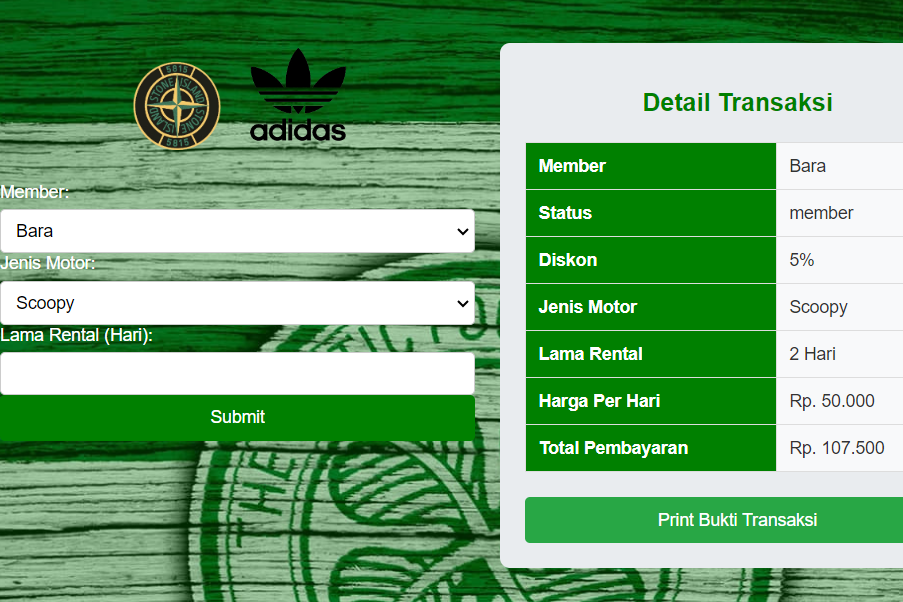 5815
STONE ISLAND
STONE ISLAND
5815
adidas
Member:
Bara
Jenis Motor:
Scoopy
Lama Rental (Hari):
Submit
THE
Detail Transaksi
Member Bara
Status member
Diskon 5%
Jenis Motor Scoopy
Lama Rental 2 Hari
Harga Per Hari Rp. 50.000
Total Pembayaran Rp. 107.500
Print Bukti Transaksi